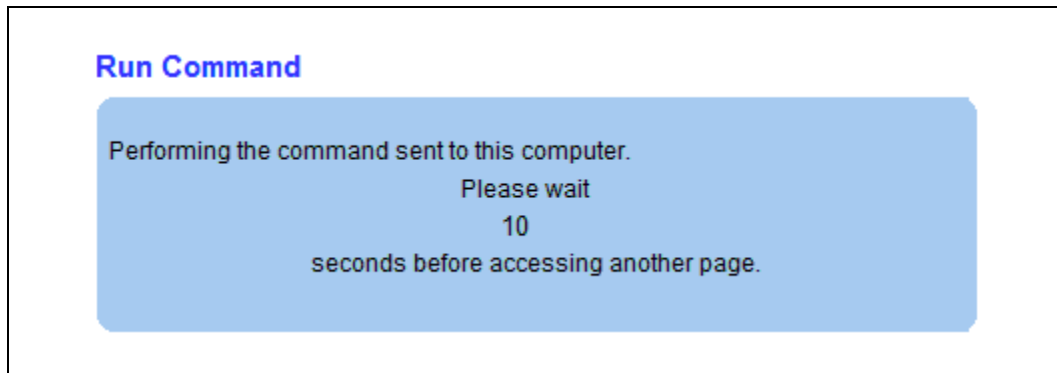 Run Command
Performing the command sent to this computer.
Please wait
10
seconds before accessing another page.